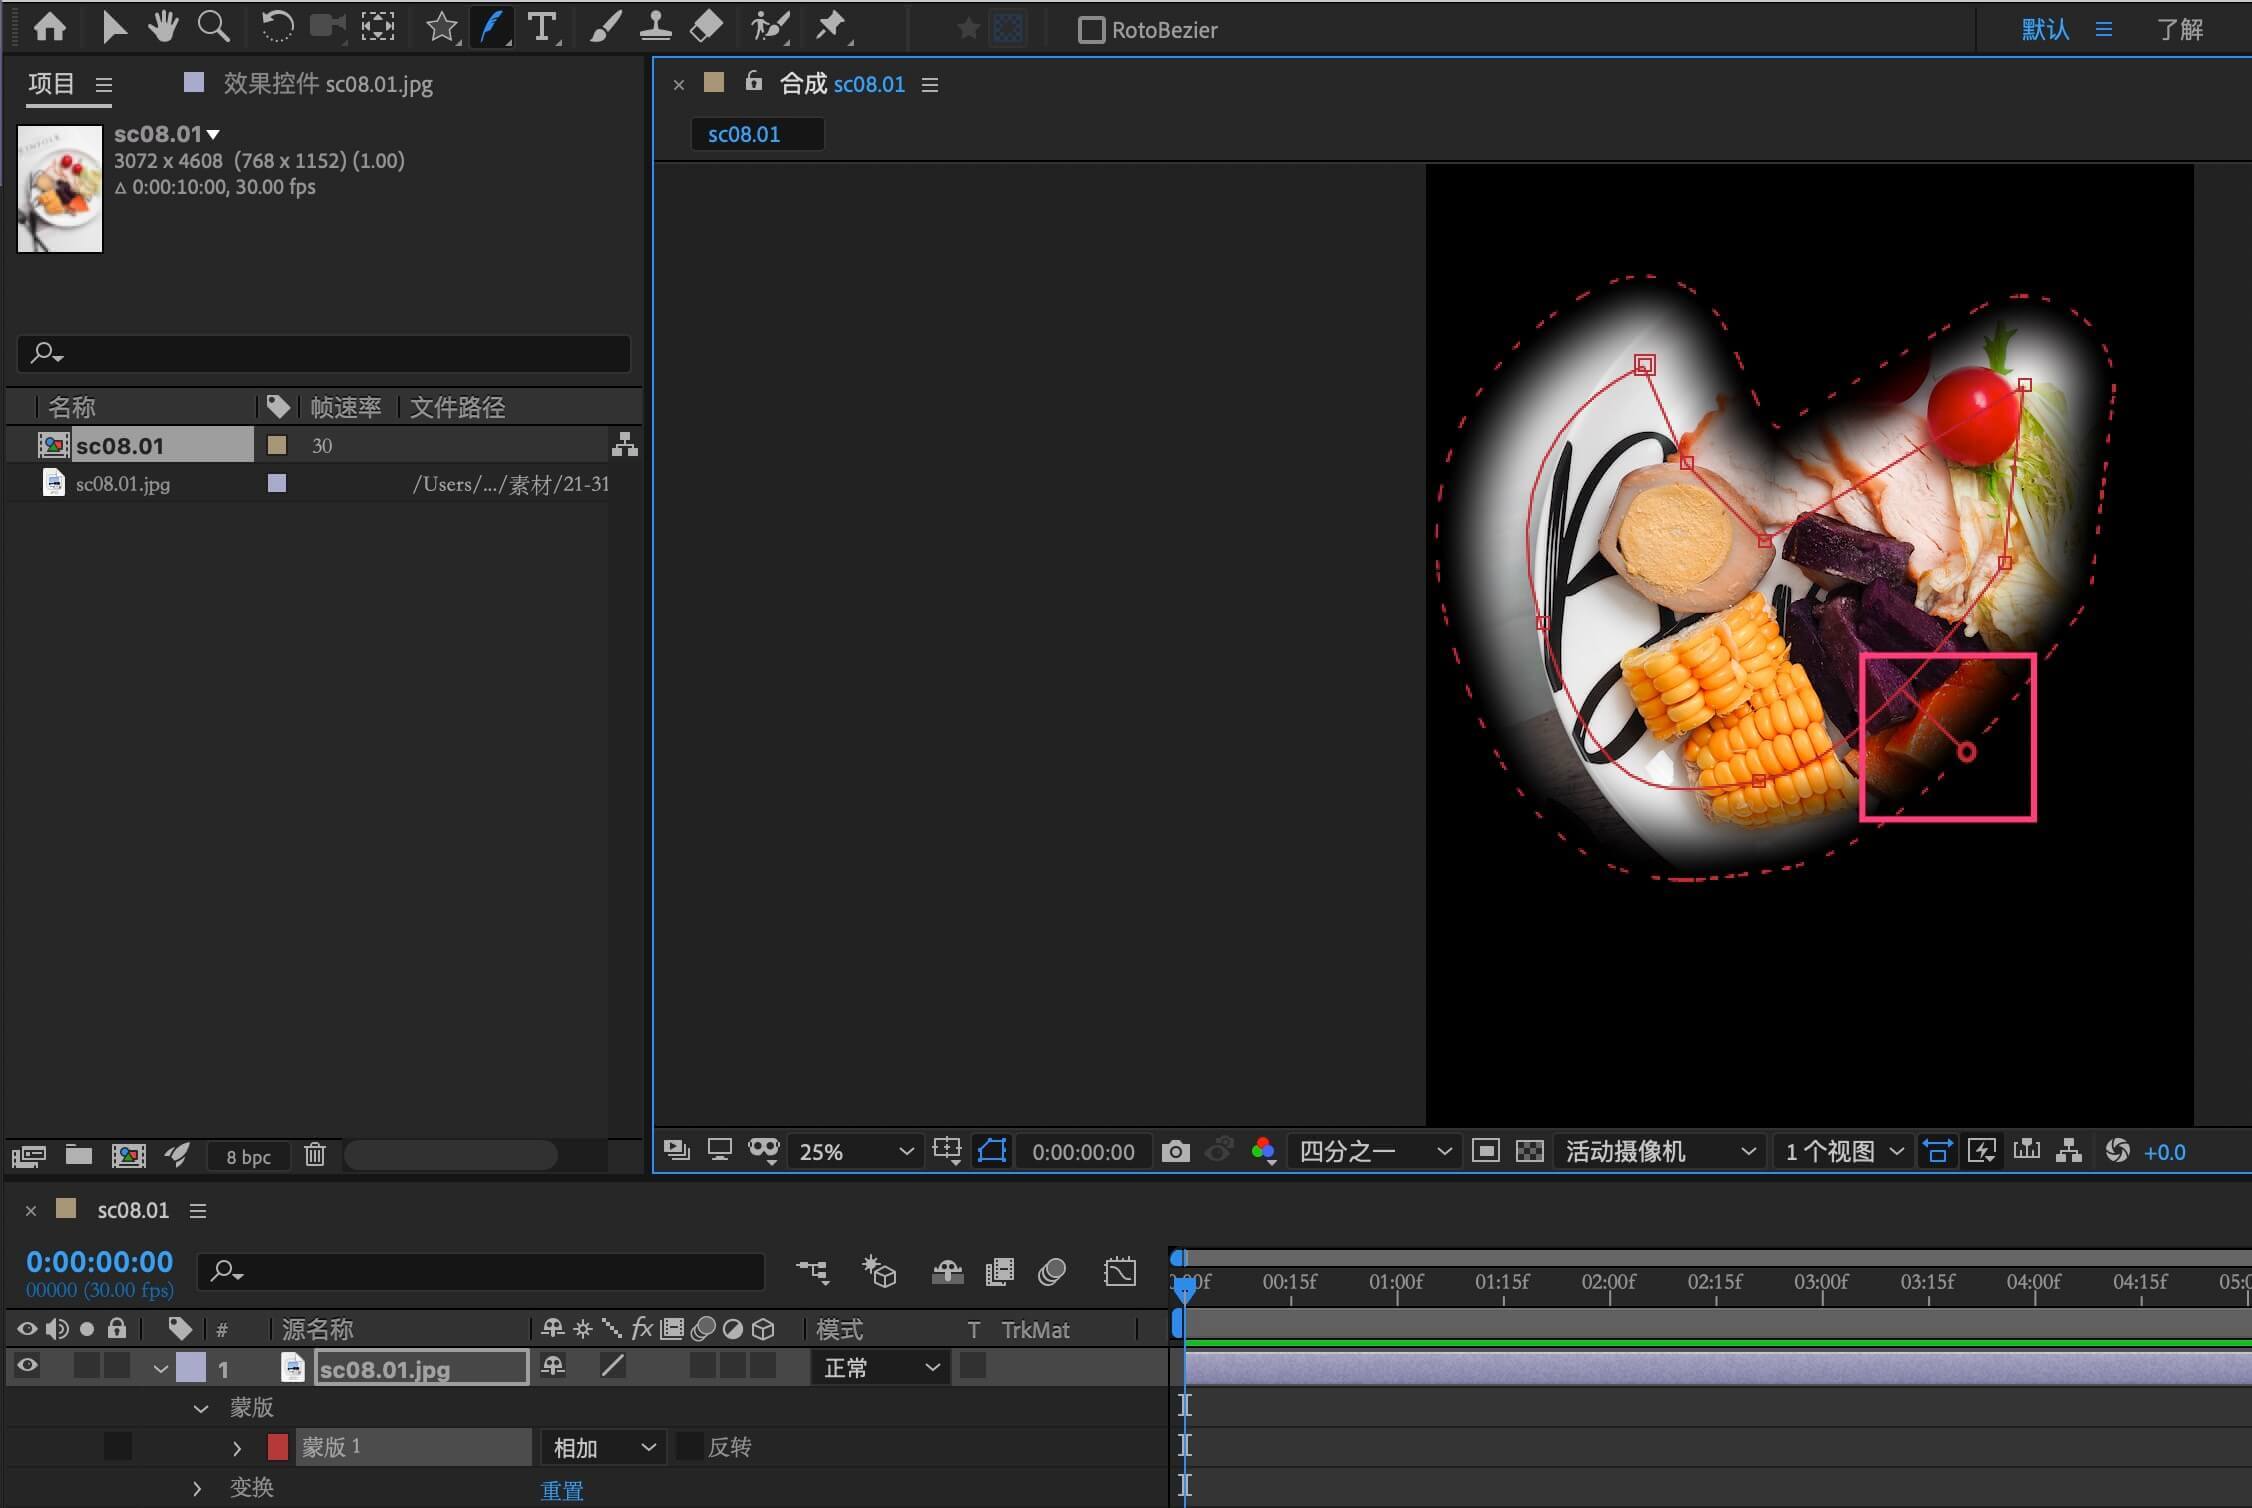 RotoBezier
默认
了解
项目
效果控件 sc08.01.jpg
合成 sc08.01
sc08.01
sc08.01
3072 x 4608 (768 x 1152) (1.00)
Δ 0:00:10:00, 30.00 fps
名称
帧速率
文件路径
sc08.01
30
sc08.01.jpg
/Users/.../素材/21-31
8 bpc
25%
0:00:00:00
四分之一
活动摄像机
1 个视图
+0.0
sc08.01
0:00:00:00
00000 (30.00 fps)
00:15f
01:00f
01:15f
02:00f
02:15f
03:00f
03:15f
04:00f
04:15f
#
源名称
fx
模式
T TrkMat
1
sc08.01.jpg
正常
蒙版
蒙版 1
相加
反转
变换
重置